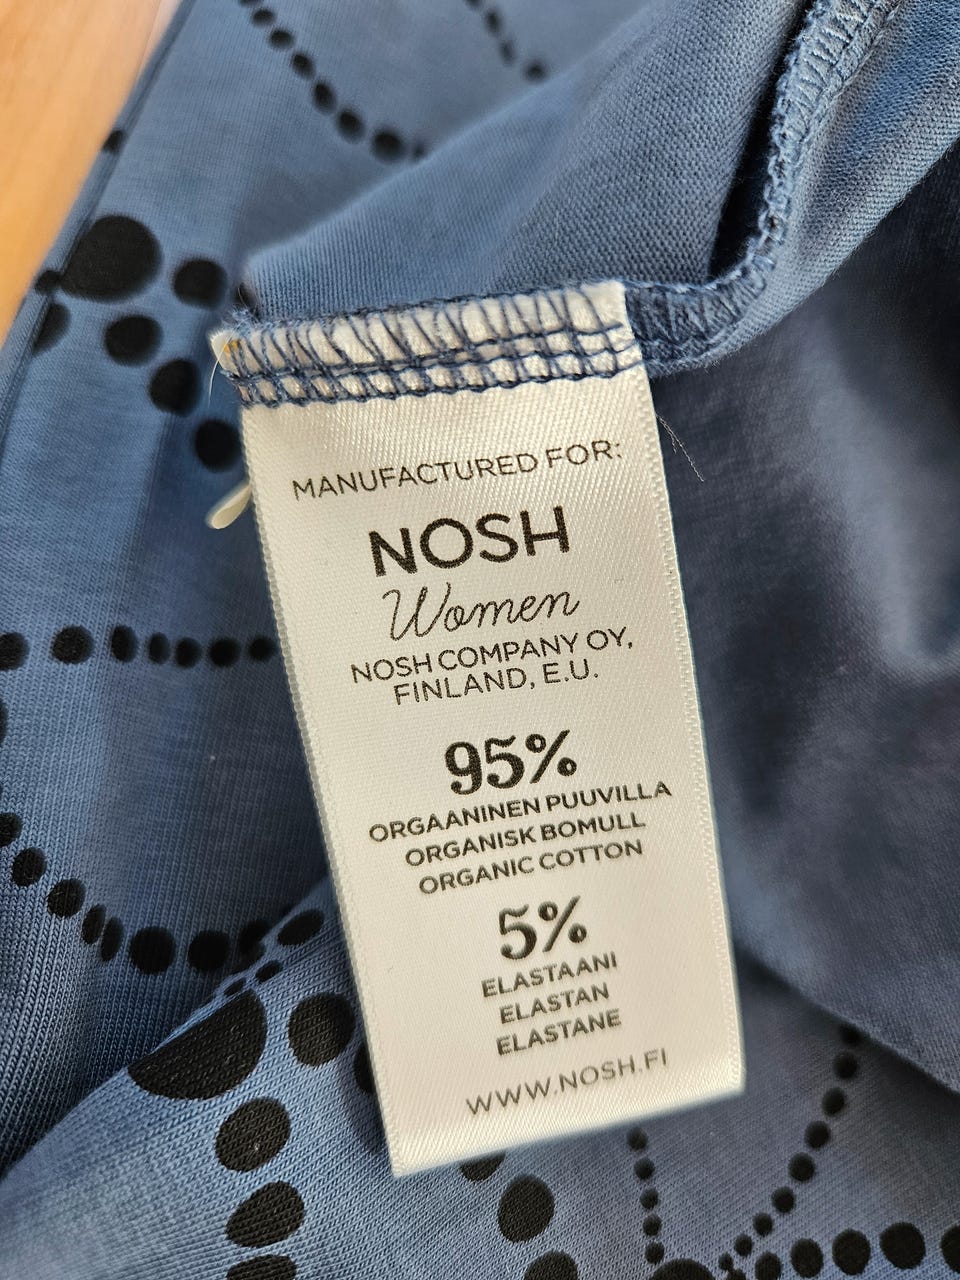 MANUFACTURED FOR:
NOSH
Women
NOSH COMPANY OY,
FINLAND, E.U.
95%
ORGAANINEN PUUVILLA
ORGANISK BOMULL
ORGANIC COTTON
5%
ELASTAANI
ELASTAN
ELASTANE
WWW.NOSH.FI